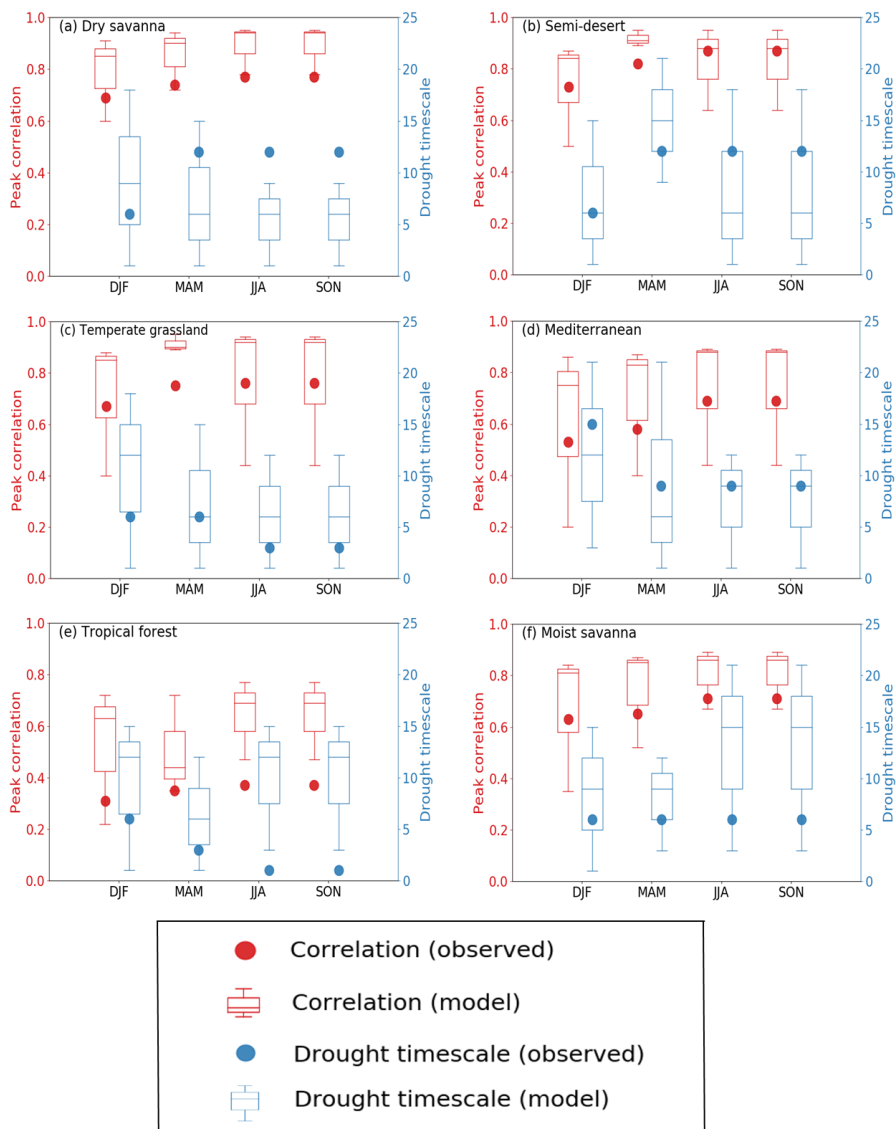 (a) Dry savanna
Peak correlation
1.0
0.8
0.6
0.4
0.2
0.0
Drought timescale
25
20
15
10
5
0
DJF MAM JJA SON
(b) Semi-desert
Peak correlation
1.0
0.8
0.6
0.4
0.2
0.0
Drought timescale
25
20
15
10
5
0
DJF MAM JJA SON
(c) Temperate grassland
Peak correlation
1.0
0.8
0.6
0.4
0.2
0.0
Drought timescale
25
20
15
10
5
0
DJF MAM JJA SON
(d) Mediterranean
Peak correlation
1.0
0.8
0.6
0.4
0.2
0.0
Drought timescale
25
20
15
10
5
0
DJF MAM JJA SON
(e) Tropical forest
Peak correlation
1.0
0.8
0.6
0.4
0.2
0.0
Drought timescale
25
20
15
10
5
0
DJF MAM JJA SON
(f) Moist savanna
Peak correlation
1.0
0.8
0.6
0.4
0.2
0.0
Drought timescale
25
20
15
10
5
0
DJF MAM JJA SON
Correlation (observed)
Correlation (model)
Drought timescale (observed)
Drought timescale (model)